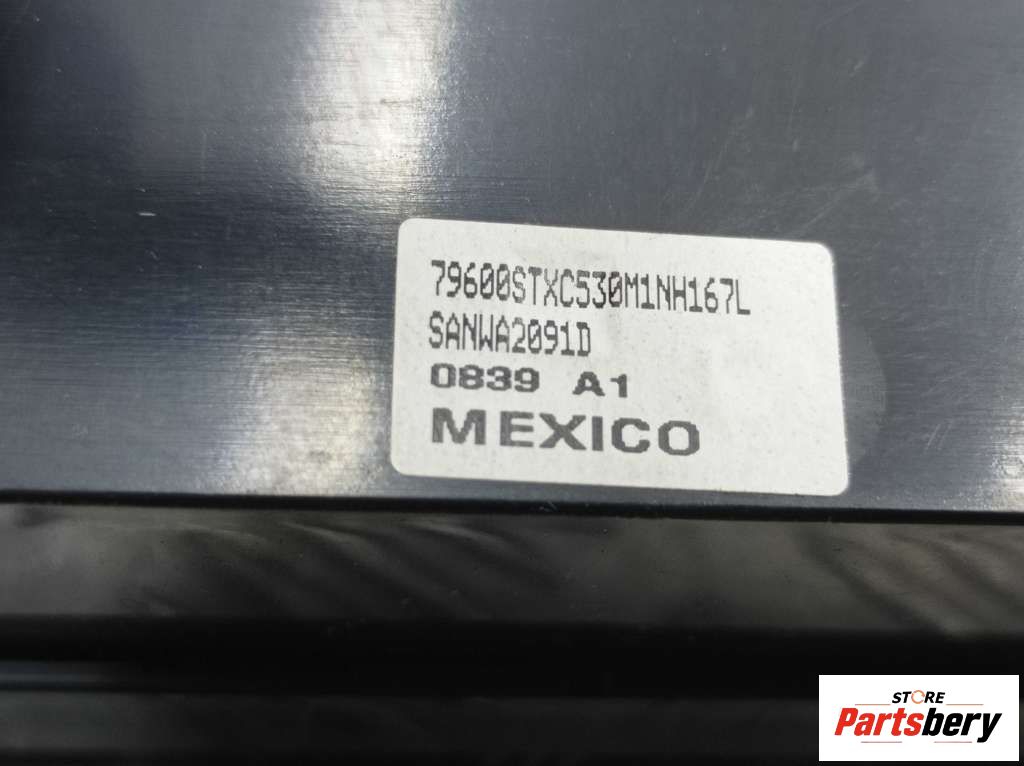 79600STXC530M1NH167L
SANWA2091D
0839 A1
MEXICO
STORE
Partsbery